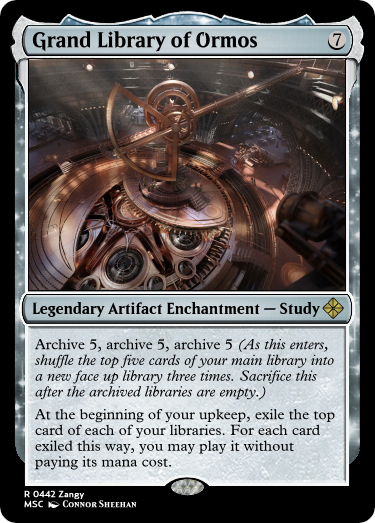 Grand Library of Ormos 7
Legendary Artifact Enchantment — Study
Archive 5, archive 5, archive 5 (As this enters,
shuffle the top five cards of your main library into
a new face up library three times. Sacrifice this
after the archived libraries are empty.)
At the beginning of your upkeep, exile the top
card of each of your libraries. For each card
exiled this way, you may play it without
paying its mana cost.
R 0442 Zangy
MSC CONNOR SHEEHAN